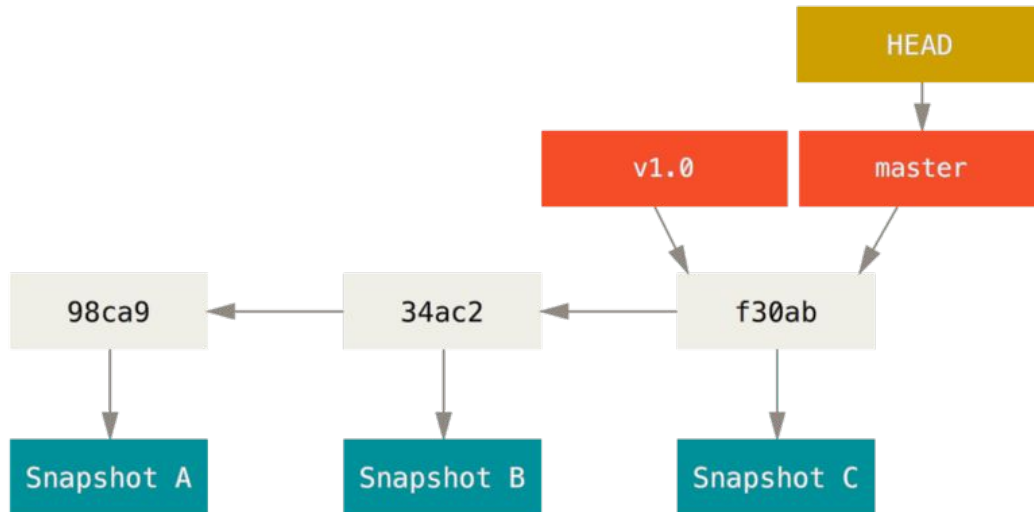 HEAD
v1.0
master
98ca9
34ac2
f30ab
Snapshot A
Snapshot B
Snapshot C